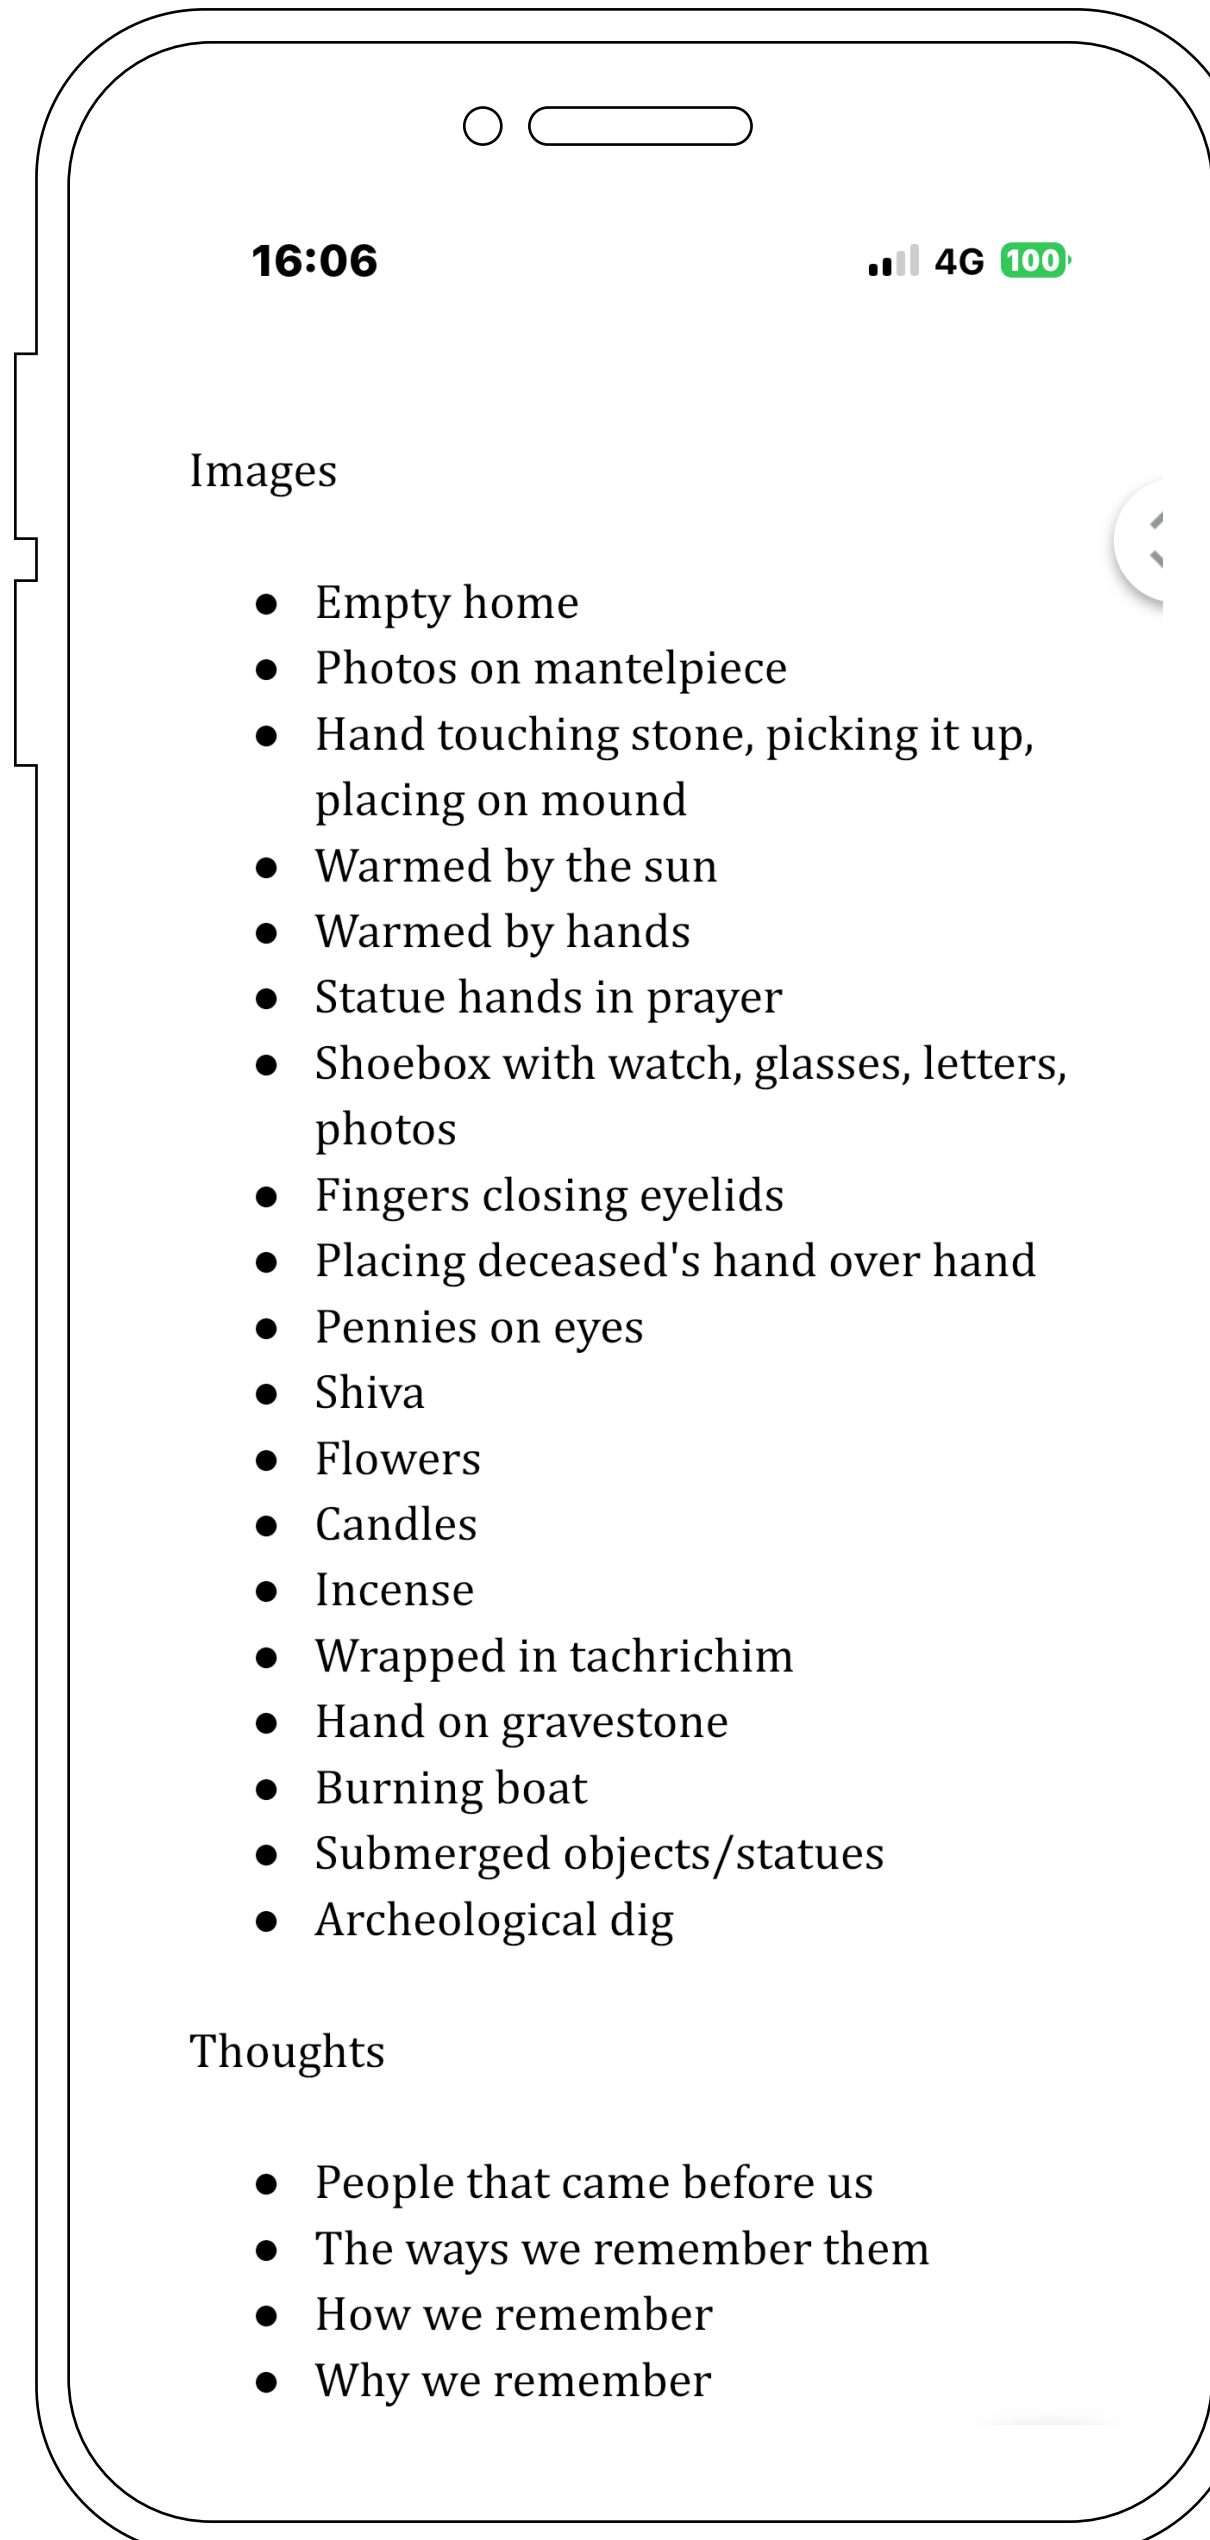 16:06 4G 100
Images
● Empty home
● Photos on mantelpiece
● Hand touching stone, picking it up,
placing on mound
● Warmed by the sun
● Warmed by hands
● Statue hands in prayer
● Shoebox with watch, glasses, letters,
photos
● Fingers closing eyelids
● Placing deceased's hand over hand
● Pennies on eyes
● Shiva
● Flowers
● Candles
● Incense
● Wrapped in tachrichim
● Hand on gravestone
● Burning boat
● Submerged objects/statues
● Archeological dig
Thoughts
● People that came before us
● The ways we remember them
● How we remember
● Why we remember